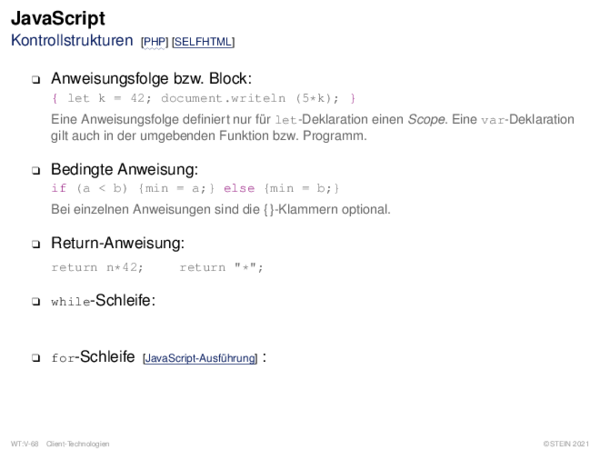 JavaScript
Kontrollstrukturen [PHP] [SELFHTML]
❑ Anweisungsfolge bzw. Block:
{ let k = 42; document.writeln (5*k); }
Eine Anweisungsfolge definiert nur für let-Deklaration einen Scope. Eine var-Deklaration
gilt auch in der umgebenden Funktion bzw. Programm.
❑ Bedingte Anweisung:
if (a < b) {min = a;} else {min = b;}
Bei einzelnen Anweisungen sind die {}-Klammern optional.
❑ Return-Anweisung:
return n*42; return "*";
❑ while-Schleife:
❑ for-Schleife [JavaScript-Ausführung] :
WT:V-68 Client-Technologien ©STEIN 2021